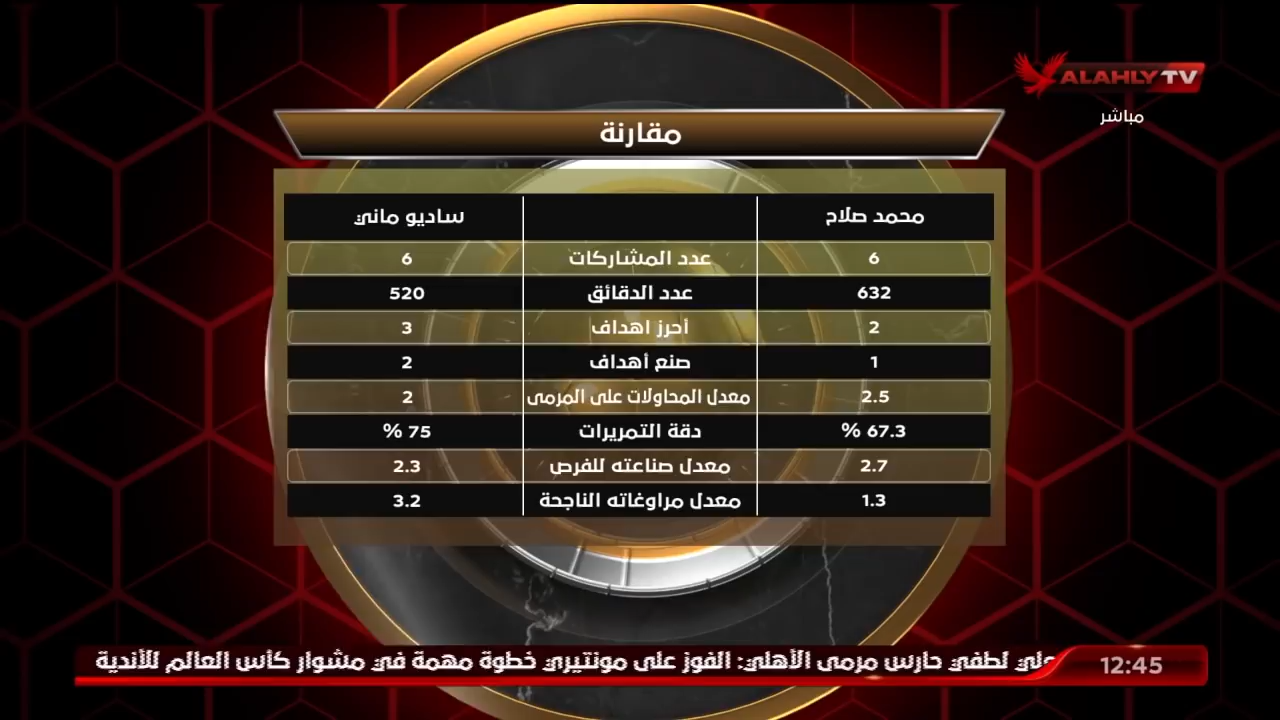 ALAHLY TV
مباشر
مقارنة
محمد صلاح ساديو ماني
6 عدد المشاركات 6
632 عدد الدقائق 520
2 أحرز اهداف 3
1 صنع أهداف 2
2.5 معدل المحاولات على المرمى 2
67.3 % دقة التمريرات 75 %
2.7 معدل صناعته للفرص 2.3
1.3 معدل مراوغاته الناجحة 3.2
علي لطفي حارس مرمى الأهلي: الفوز على مونتيري خطوة مهمة في مشوار كأس العالم للأندية
12:45